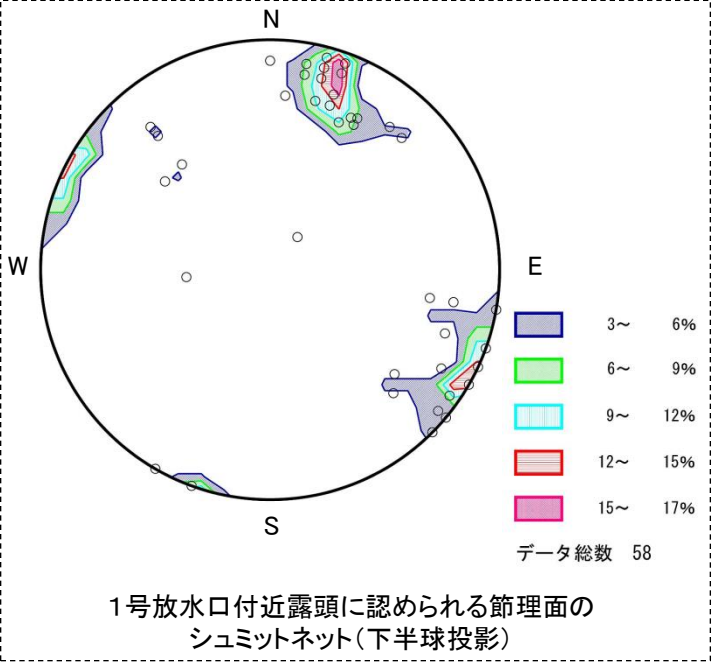 N
W
E
S
3～ 6%
6～ 9%
9～ 12%
12～ 15%
15～ 17%
データ総数 58
１号放水口付近露頭に認められる節理面の
シュミットネット（下半球投影）